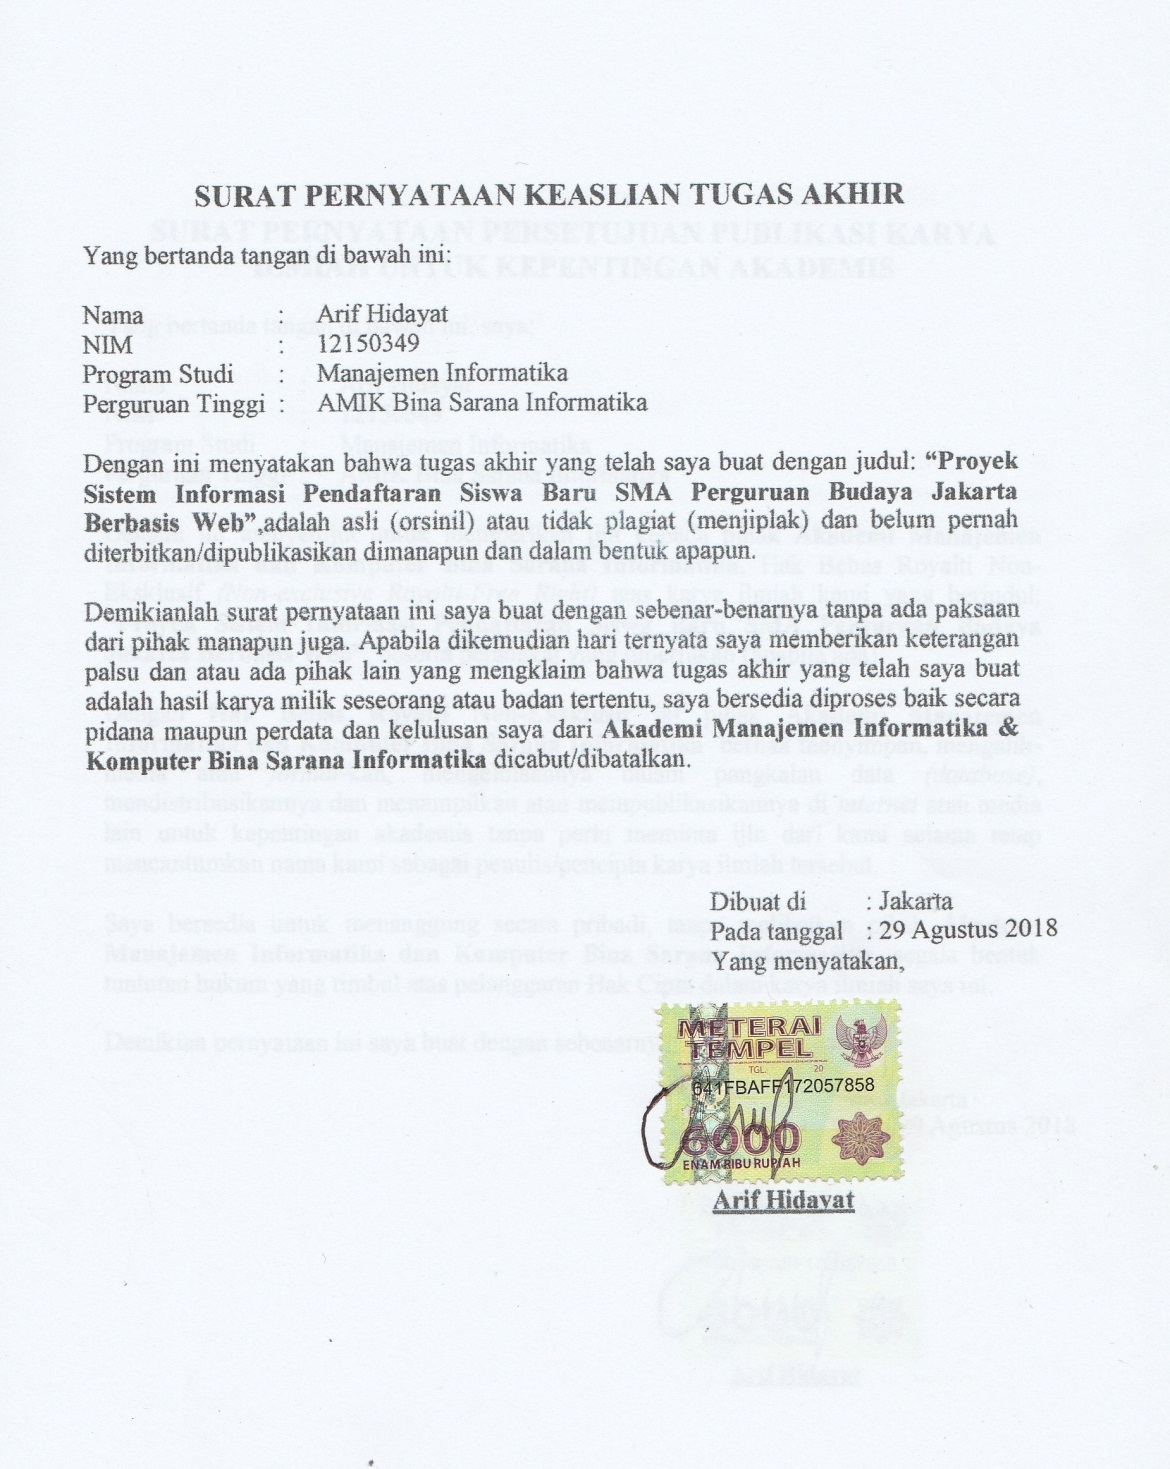 SURAT PERNYATAAN KEASLIAN TUGAS AKHIR
Yang bertanda tangan di bawah ini:
Nama : Arif Hidayat
NIM : 12150349
Program Studi : Manajemen Informatika
Perguruan Tinggi : AMIK Bina Sarana Informatika
Dengan ini menyatakan bahwa tugas akhir yang telah saya buat dengan judul: “Proyek
Sistem Informasi Pendaftaran Siswa Baru SMA Perguruan Budaya Jakarta
Berbasis Web”,adalah asli (orsinil) atau tidak plagiat (menjiplak) dan belum pernah
diterbitkan/dipublikasikan dimanapun dan dalam bentuk apapun.
Demikianlah surat pernyataan ini saya buat dengan sebenar-benarnya tanpa ada paksaan
dari pihak manapun juga. Apabila dikemudian hari ternyata saya memberikan keterangan
palsu dan atau ada pihak lain yang mengklaim bahwa tugas akhir yang telah saya buat
adalah hasil karya milik seseorang atau badan tertentu, saya bersedia diproses baik secara
pidana maupun perdata dan kelulusan saya dari Akademi Manajemen Informatika &
Komputer Bina Sarana Informatika dicabut/dibatalkan.
Dibuat di : Jakarta
Pada tanggal : 29 Agustus 2018
Yang menyatakan,
METERAI
TEMPEL
TGL. 20
641FBAFF172057858
6000
ENAM RIBU RUPIAH
Arif Hidayat